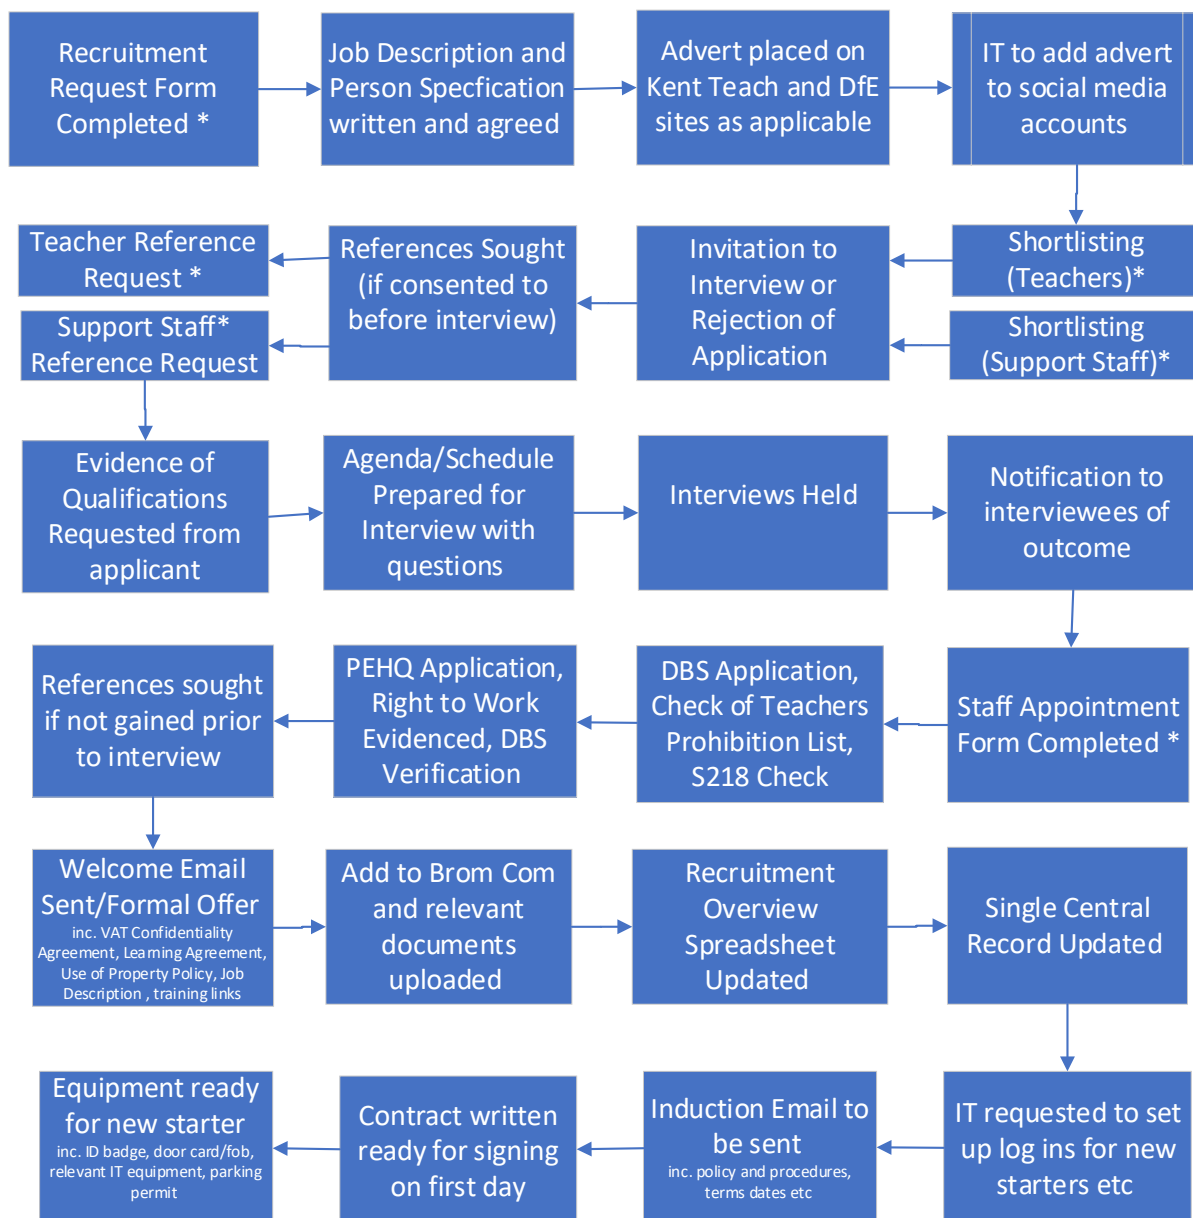 Recruitment
Request Form
Completed *
Job Description and
Person Specfication
written and agreed
Advert placed on
Kent Teach and DfE
sites as applicable
IT to add advert
to social media
accounts
Shortlisting
(Teachers)*
Shortlisting
(Support Staff)*
Invitation to
Interview or
Rejection of
Application
References Sought
(if consented to
before interview)
Teacher Reference
Request *
Support Staff*
Reference Request
Evidence of
Qualifications
Requested from
applicant
Agenda/Schedule
Prepared for
Interview with
questions
Interviews Held
Notification to
interviewees of
outcome
Staff Appointment
Form Completed *
DBS Application,
Check of Teachers
Prohibition List,
S218 Check
PEHQ Application,
Right to Work
Evidenced, DBS
Verification
References sought
if not gained prior
to interview
Welcome Email
Sent/Formal Offer
inc. VAT Confidentiality
Agreement, Learning Agreement,
Use of Property Policy, Job
Description , training links
Add to Brom Com
and relevant
documents
uploaded
Recruitment
Overview
Spreadsheet
Updated
Single Central
Record Updated
IT requested to set
up log ins for new
starters etc
Induction Email to
be sent
inc. policy and procedures,
terms dates etc
Contract written
ready for signing
on first day
Equipment ready
for new starter
inc. ID badge, door card/fob,
relevant IT equipment, parking
permit